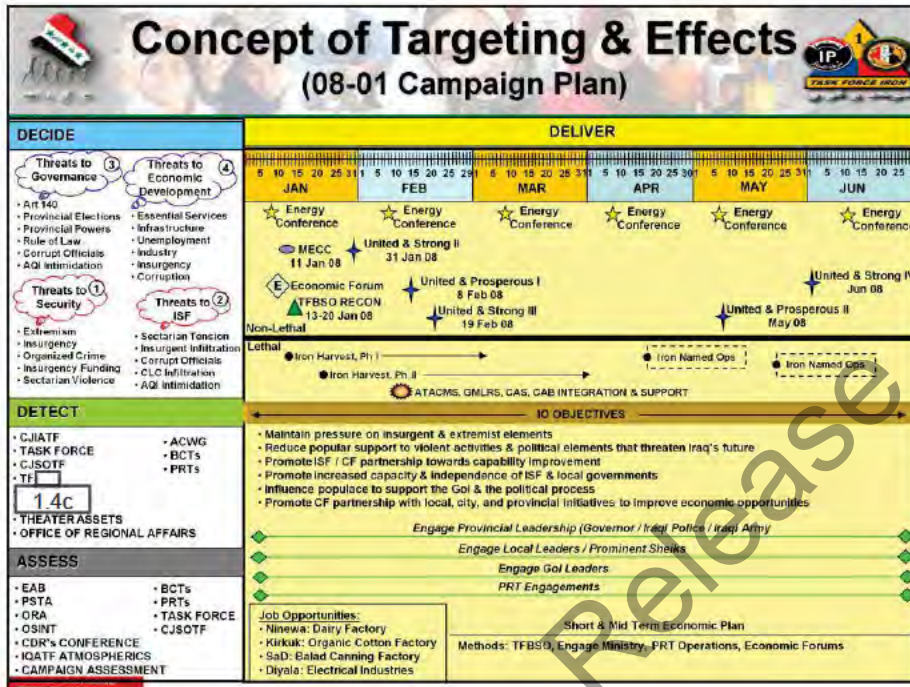 Concept of Targeting & Effects
(08-01 Campaign Plan)
IP
1
TASK FORCE IRON
DECIDE
Threats to Governance 3
• Art 140
• Provincial Elections
• Provincial Powers
• Rule of Law
• Corrupt Officials
• AQI Intimidation
Threats to Economic Development 4
• Essential Services
• Infrastructure
• Unemployment
• Industry
• Insurgency
• Corruption
Threats to Security 1
• Extremism
• Insurgency
• Organized Crime
• Insurgency Funding
• Sectarian Violence
Threats to ISF 2
• Sectarian Tension
• Insurgent Infiltration
• Corrupt Officials
• CLC Infiltration
• AQI Intimidation
DETECT
• CJIATF
• TASK FORCE
• CJSOTF
• TF
1.4c
• THEATER ASSETS
• OFFICE OF REGIONAL AFFAIRS
• ACWG
• BCTs
• PRTs
ASSESS
• EAB
• PSTA
• ORA
• OSINT
• CDR's CONFERENCE
• IQATF ATMOSPHERICS
• CAMPAIGN ASSESSMENT
• BCTs
• PRTs
• TASK FORCE
• CJSOTF
DELIVER
5 10 15 20 25 31 5 10 15 20 25 29 5 10 15 20 25 31 5 10 15 20 25 30 5 10 15 20 25 31 5 10 15 20 25
JAN FEB MAR APR MAY JUN
Energy Conference
Energy Conference
Energy Conference
Energy Conference
Energy Conference
Energy Conference
MECC
11 Jan 08
United & Strong II
31 Jan 08
E Economic Forum
United & Prosperous I
8 Feb 08
TFBSO RECON
13-20 Jan 08
United & Strong III
19 Feb 08
United & Prosperous II
May 08
United & Strong IV
Jun 08
Non-Lethal
Lethal
Iron Harvest, Ph I
Iron Harvest, Ph II
Iron Named Ops
Iron Named Ops
ATACMS, GMLRS, CAS, CAB INTEGRATION & SUPPORT
IO OBJECTIVES
• Maintain pressure on insurgent & extremist elements
• Reduce popular support to violent activities & political elements that threaten Iraq's future
• Promote ISF / CF partnership towards capability improvement
• Promote increased capacity & independence of ISF & local governments
• Influence populace to support the GoI & the political process
• Promote CF partnership with local, city, and provincial initiatives to improve economic opportunities
Engage Provincial Leadership (Governor / Iraqi Police / Iraqi Army
Engage Local Leaders / Prominent Sheiks
Engage GoI Leaders
PRT Engagements
Job Opportunities:
• Ninewa: Dairy Factory
• Kirkuk: Organic Cotton Factory
• SaD: Balad Canning Factory
• Diyala: Electrical Industries
Short & Mid Term Economic Plan
Methods: TFBSO, Engage Ministry, PRT Operations, Economic Forums
Release